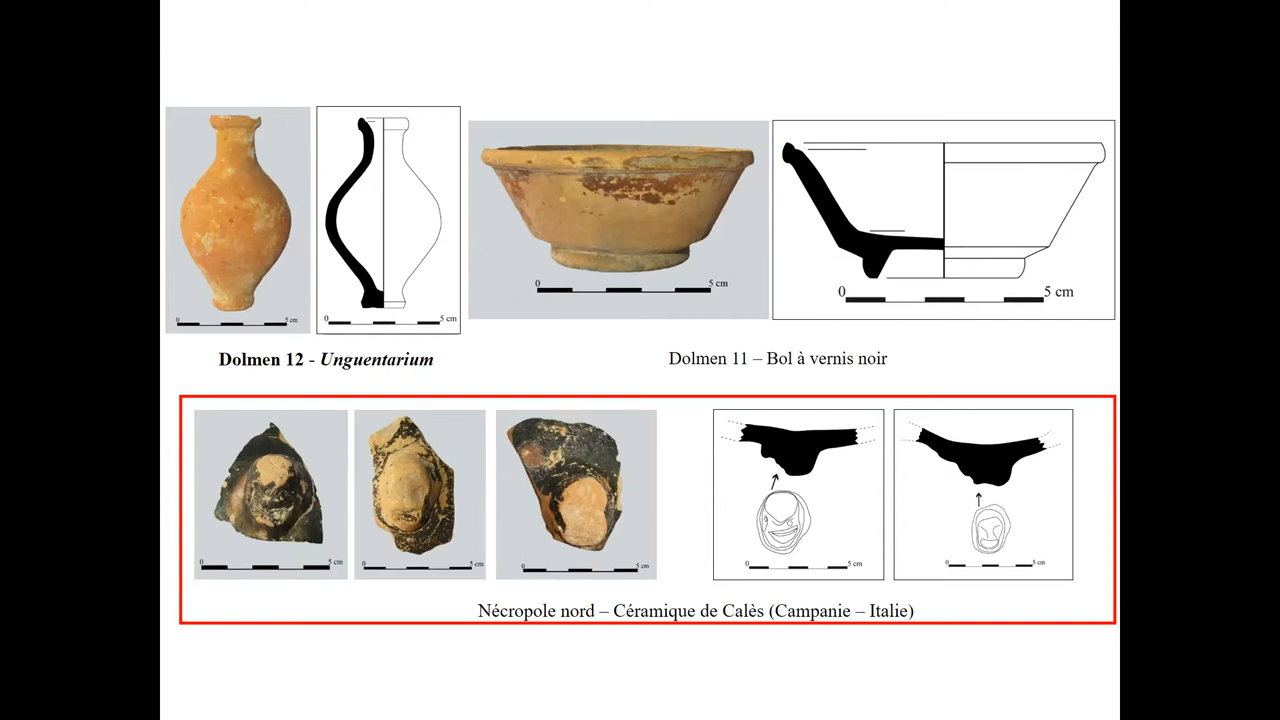 0 5 cm
0 5 cm
0 5 cm
0 5 cm
Dolmen 12 - Unguentarium
Dolmen 11 – Bol à vernis noir
0 5 cm
0 5 cm
0 5 cm
0 5 cm
0 5 cm
Nécropole nord – Céramique de Calès (Campanie – Italie)